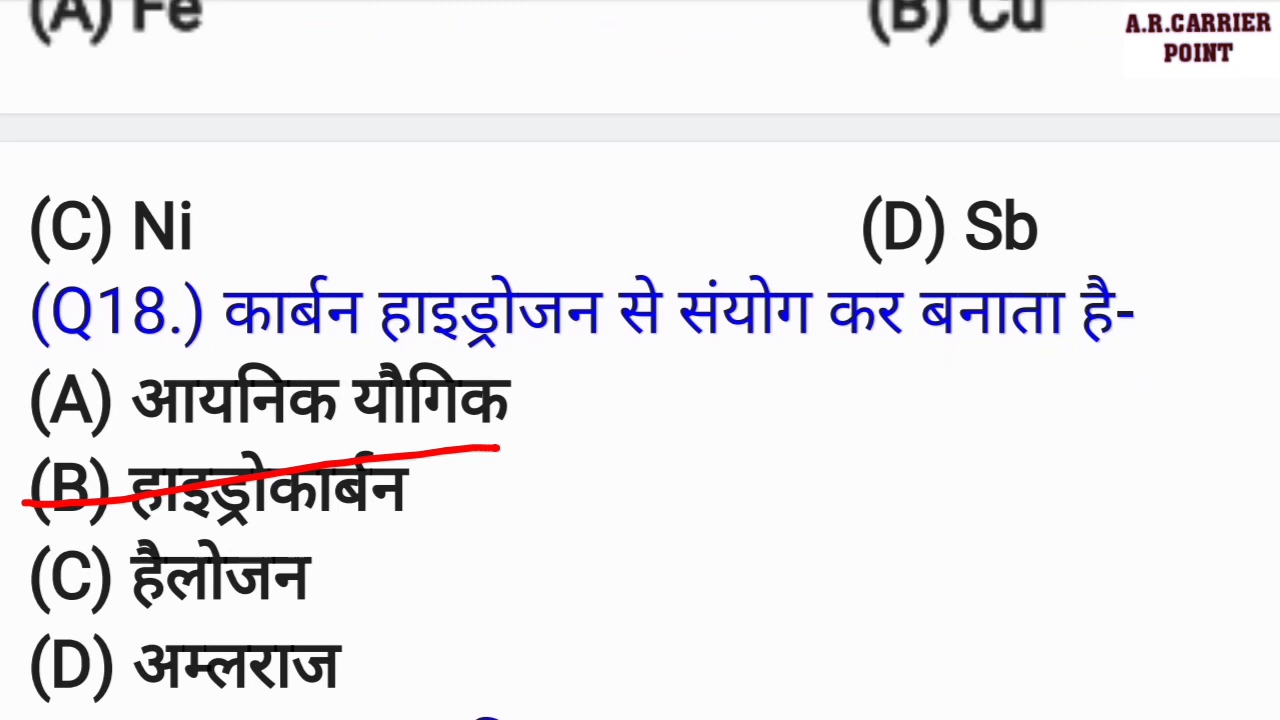 (A) Fe (B) Cu
A.R.CARRIER
POINT
(C) Ni (D) Sb
(Q18.) कार्बन हाइड्रोजन से संयोग कर बनाता है-
(A) आयनिक यौगिक
(B) हाइड्रोकार्बन
(C) हैलोजन
(D) अम्लराज